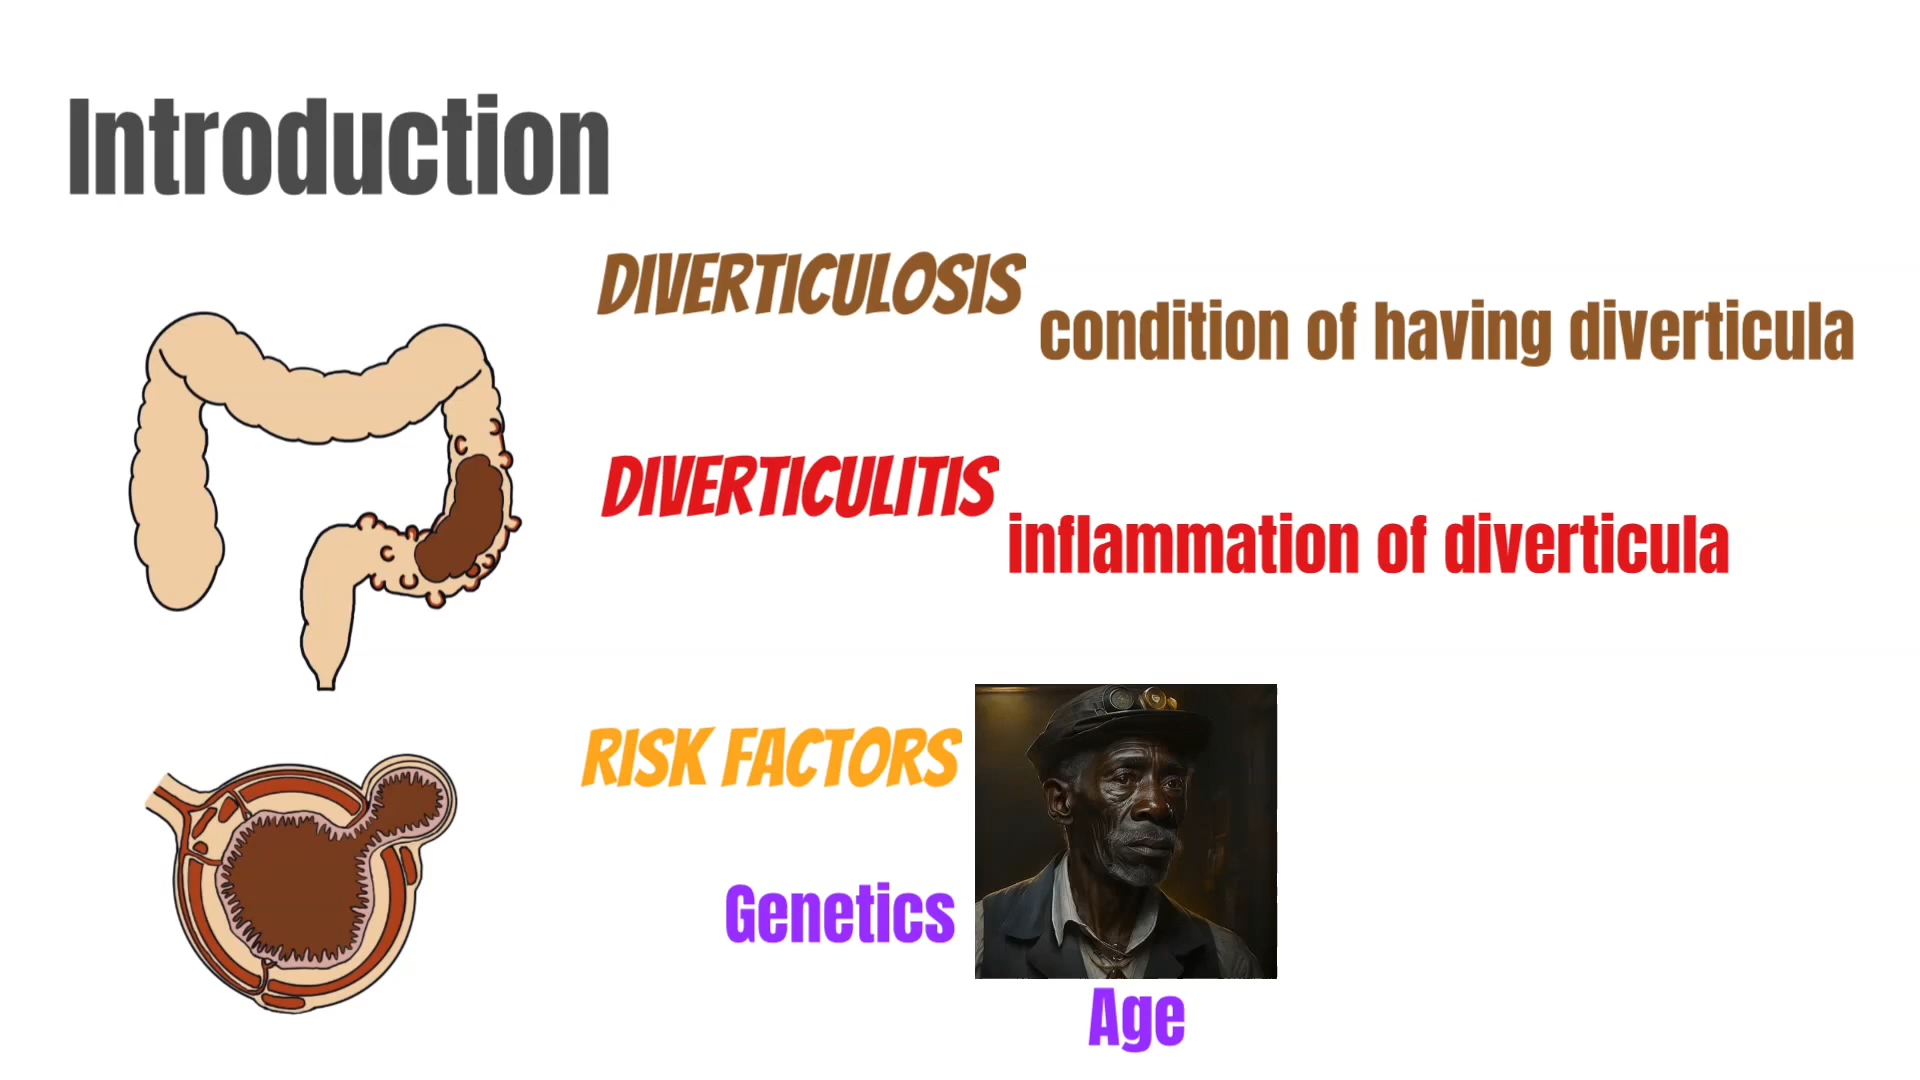 Introduction
DIVERTICULOSIS
condition of having diverticula
DIVERTICULITIS
inflammation of diverticula
RISK FACTORS
Genetics
Age